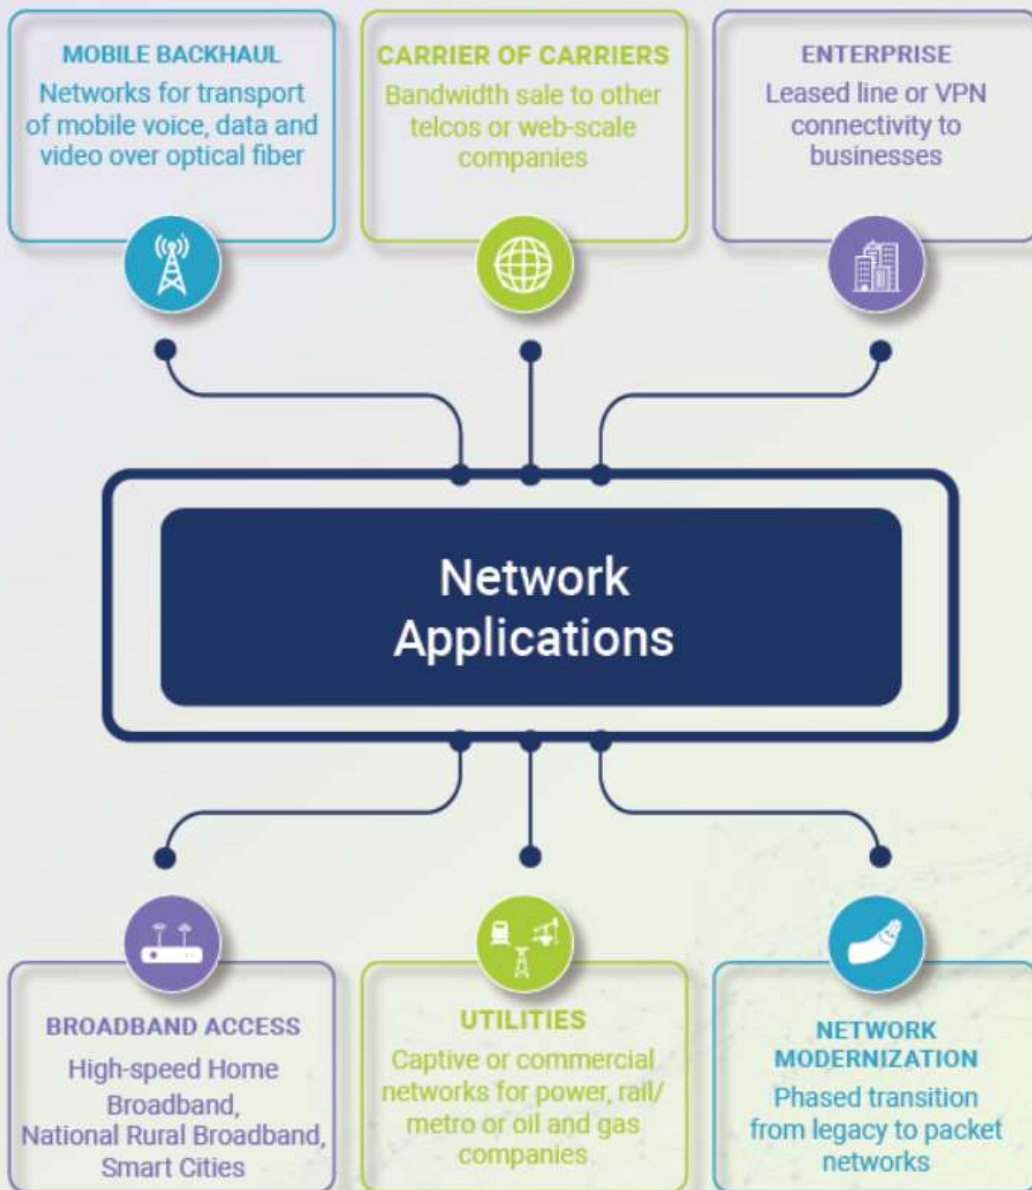 MOBILE BACKHAUL
Networks for transport
of mobile voice, data and
video over optical fiber
CARRIER OF CARRIERS
Bandwidth sale to other
telcos or web-scale
companies
ENTERPRISE
Leased line or VPN
connectivity to
businesses
Network
Applications
BROADBAND ACCESS
High-speed Home
Broadband,
National Rural Broadband,
Smart Cities
UTILITIES
Captive or commercial
networks for power, rail/
metro or oil and gas
companies
NETWORK
MODERNIZATION
Phased transition
from legacy to packet
networks